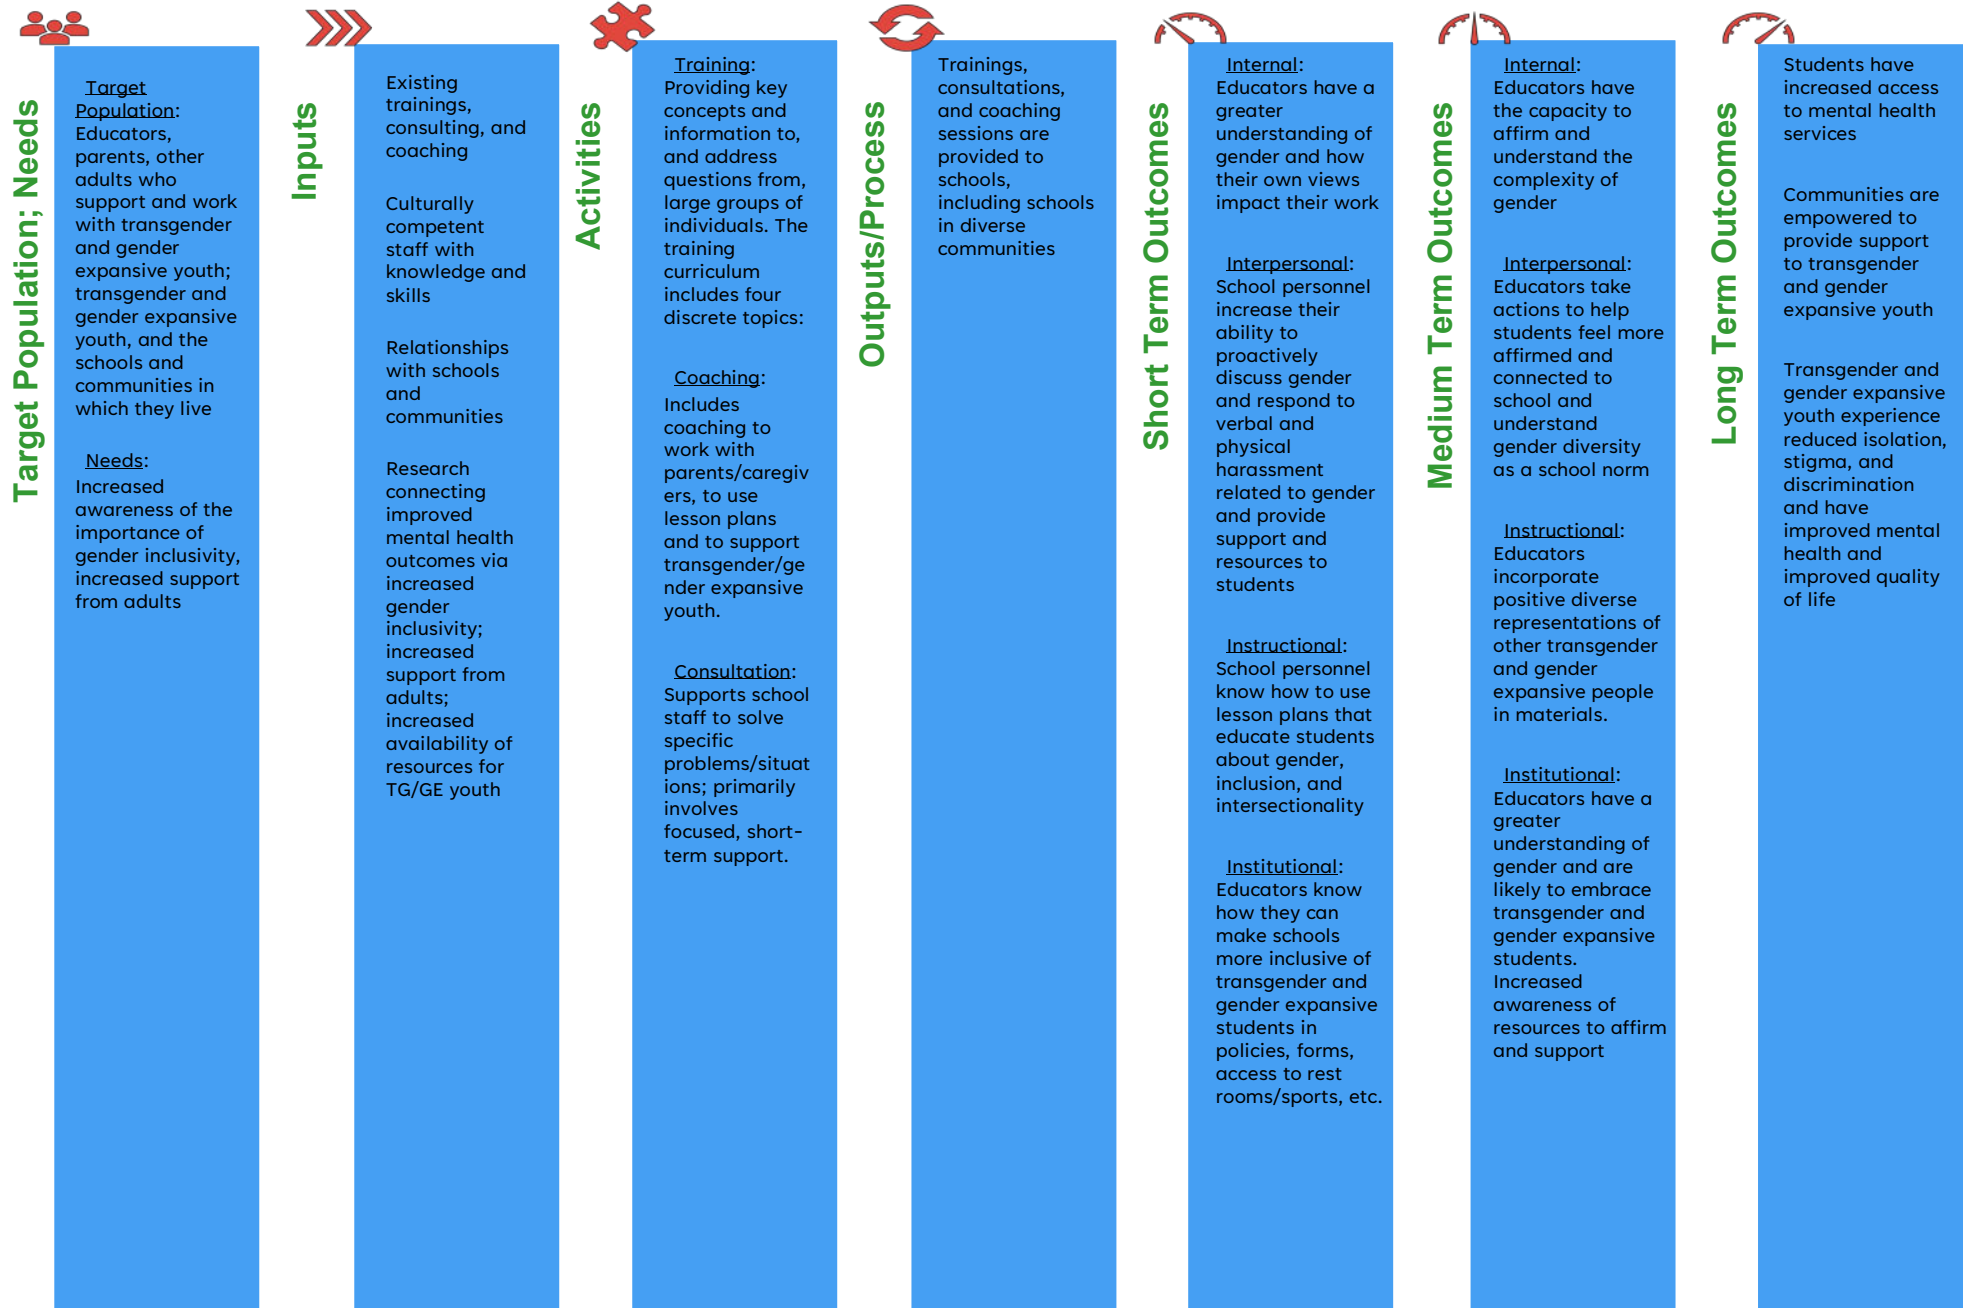 Target Population; Needs
Target
Population:
Educators,
parents, other
adults who
support and work
with transgender
and gender
expansive youth;
transgender and
gender expansive
youth, and the
schools and
communities in
which they live
Needs:
Increased
awareness of the
importance of
gender inclusivity,
increased support
from adults
Inputs
Existing
trainings,
consulting, and
coaching
Culturally
competent
staff with
knowledge and
skills
Relationships
with schools
and
communities
Research
connecting
improved
mental health
outcomes via
increased
gender
inclusivity;
increased
support from
adults;
increased
availability of
resources for
TG/GE youth
Activities
Training:
Providing key
concepts and
information to,
and address
questions from,
large groups of
individuals. The
training
curriculum
includes four
discrete topics:
Coaching:
Includes
coaching to
work with
parents/caregiv
ers, to use
lesson plans
and to support
transgender/ge
nder expansive
youth.
Consultation:
Supports school
staff to solve
specific
problems/situat
ions; primarily
involves
focused, short-
term support.
Outputs/Process
Trainings,
consultations,
and coaching
sessions are
provided to
schools,
including schools
in diverse
communities
Short Term Outcomes
Internal:
Educators have a
greater
understanding of
gender and how
their own views
impact their work
Interpersonal:
School personnel
increase their
ability to
proactively
discuss gender
and respond to
verbal and
physical
harassment
related to gender
and provide
support and
resources to
students
Instructional:
School personnel
know how to use
lesson plans that
educate students
about gender,
inclusion, and
intersectionality
Institutional:
Educators know
how they can
make schools
more inclusive of
transgender and
gender expansive
students in
policies, forms,
access to rest
rooms/sports, etc.
Medium Term Outcomes
Internal:
Educators have
the capacity to
affirm and
understand the
complexity of
gender
Interpersonal:
Educators take
actions to help
students feel more
affirmed and
connected to
school and
understand
gender diversity
as a school norm
Instructional:
Educators
incorporate
positive diverse
representations of
other transgender
and gender
expansive people
in materials.
Institutional:
Educators have a
greater
understanding of
gender and are
likely to embrace
transgender and
gender expansive
students.
Increased
awareness of
resources to affirm
and support
Long Term Outcomes
Students have
increased access
to mental health
services
Communities are
empowered to
provide support
to transgender
and gender
expansive youth
Transgender and
gender expansive
youth experience
reduced isolation,
stigma, and
discrimination
and have
improved mental
health and
improved quality
of life